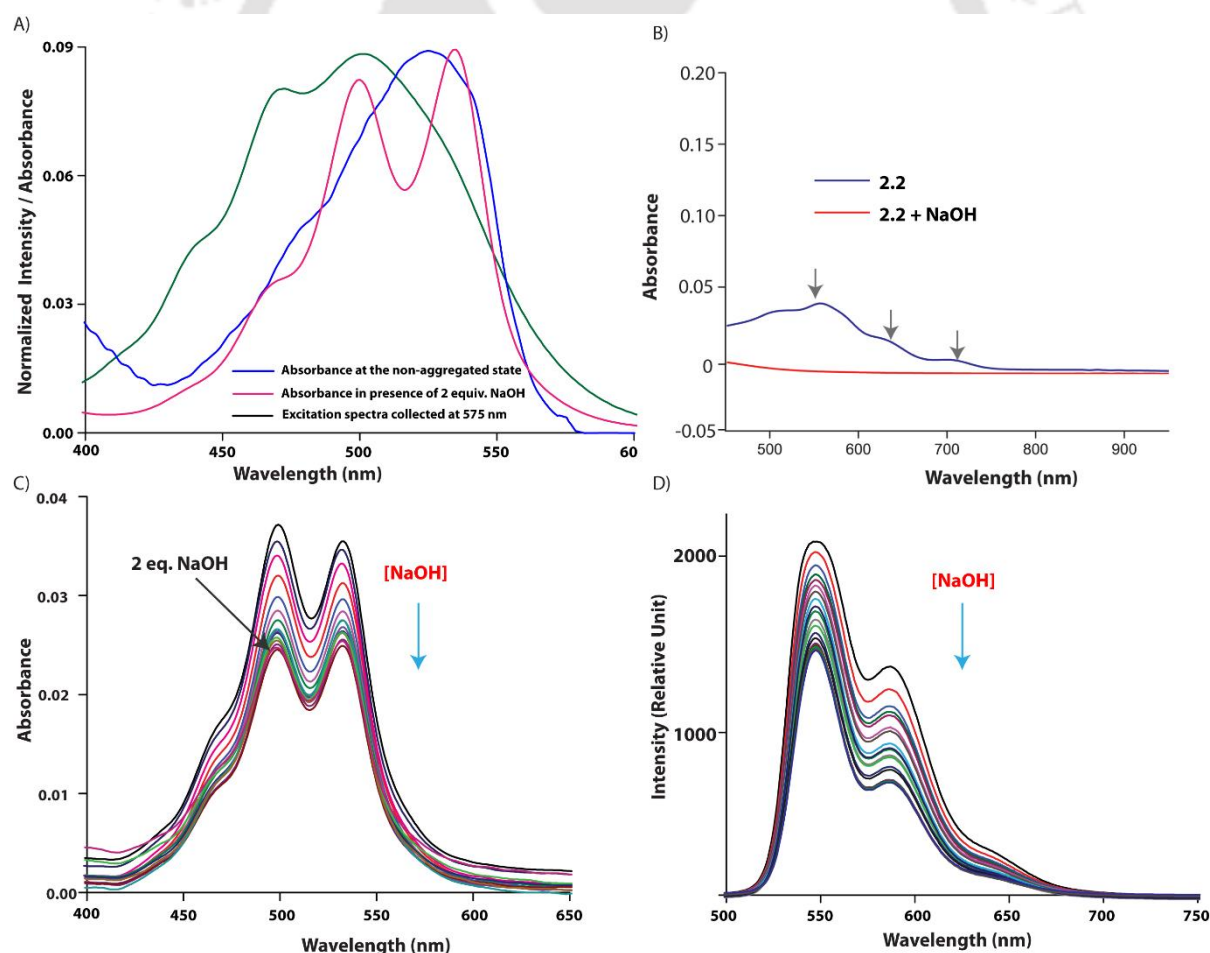 A)
0.09
0.06
0.03
0.00
Normalized Intensity / Absorbance
400
450
500
550
60
Wavelength (nm)
Absorbance at the non-aggregated state
Absorbance in presence of 2 equiv. NaOH
Excitation spectra collected at 575 nm
B)
0.20
0.15
0.10
0.05
0
-0.05
Absorbance
2.2
2.2 + NaOH
500
600
700
800
900
Wavelength (nm)
C)
0.04
0.03
0.02
0.01
0.00
Absorbance
2 eq. NaOH
[NaOH]
400
450
500
550
600
650
Wavelength (nm)
D)
2000
1000
Intensity (Relative Unit)
[NaOH]
500
550
600
650
700
750
Wavelength (nm)